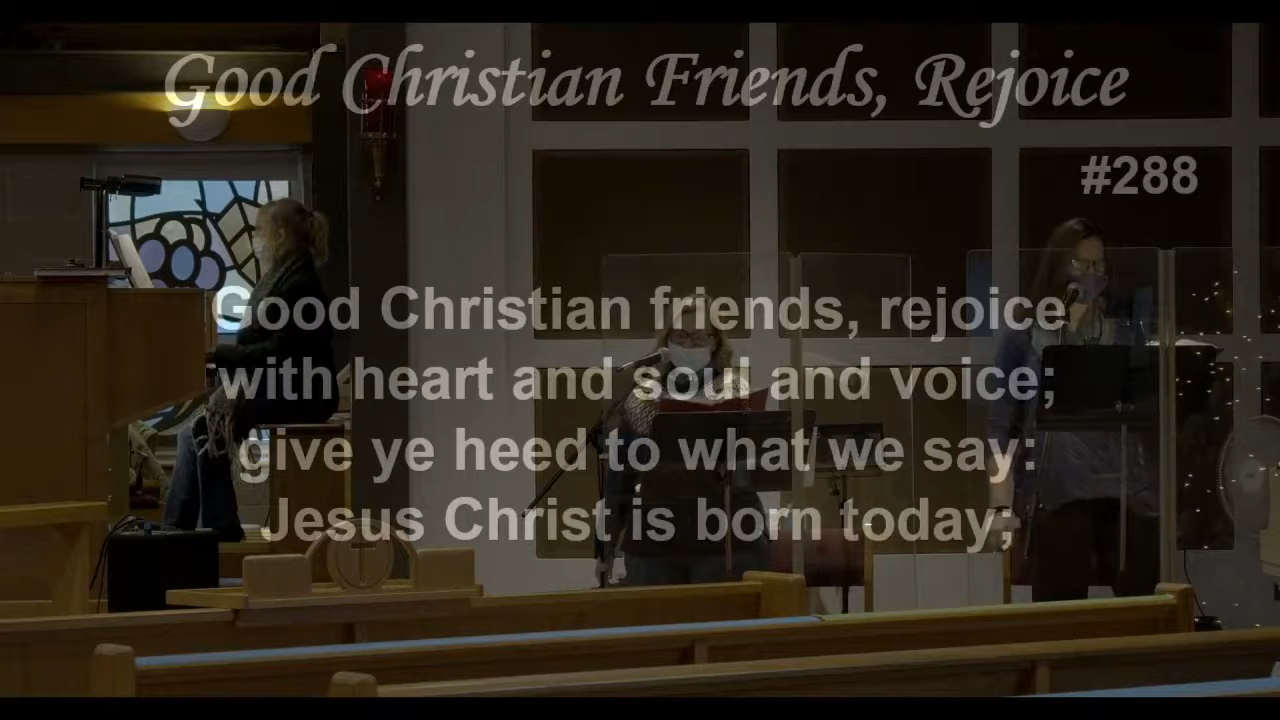 Good Christian Friends, Rejoice
#288
Good Christian friends, rejoice
with heart and soul and voice;
give ye heed to what we say:
Jesus Christ is born today;